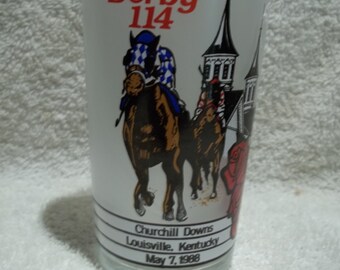 Derby
114
Churchill Downs
Louisville, Kentucky
May 7, 1988